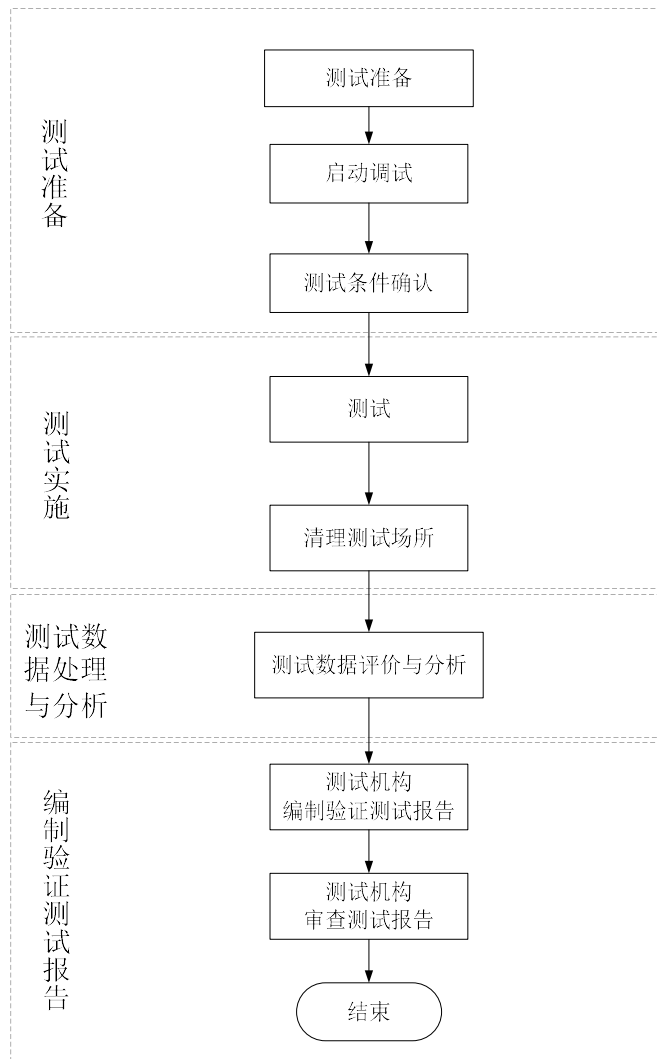 测试准备
测试准备
启动调试
测试条件确认
测试实施
测试
清理测试场所
测试数
据处理
与分析
测试数据评价与分析
编制验证测试报告
测试机构
编制验证测试报告
测试机构
审查测试报告
结束